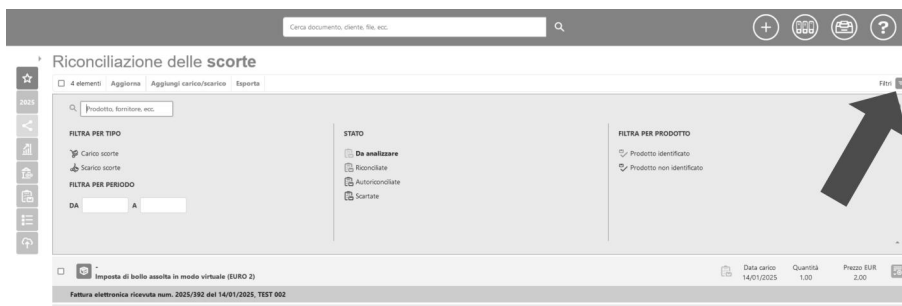 Cerca documento, cliente, file, ecc.
?
Riconciliazione delle scorte
4 elementi Aggiorna Aggiungi carico/scarico Esporta Filtri
2025
Prodotto, fornitore, ecc.
FILTRA PER TIPO STATO FILTRA PER PRODOTTO
Carico scorte Da analizzare Prodotto identificato
Scarico scorte Riconciliate Prodotto non identificato
FILTRA PER PERIODO Autoriconciliate
Scartate
DA A
- Data carico Quantità Prezzo EUR
Imposta di bollo assolta in modo virtuale (EURO 2) 14/01/2025 1.00 2.00
Fattura elettronica ricevuta num. 2025/392 del 14/01/2025, TEST 002